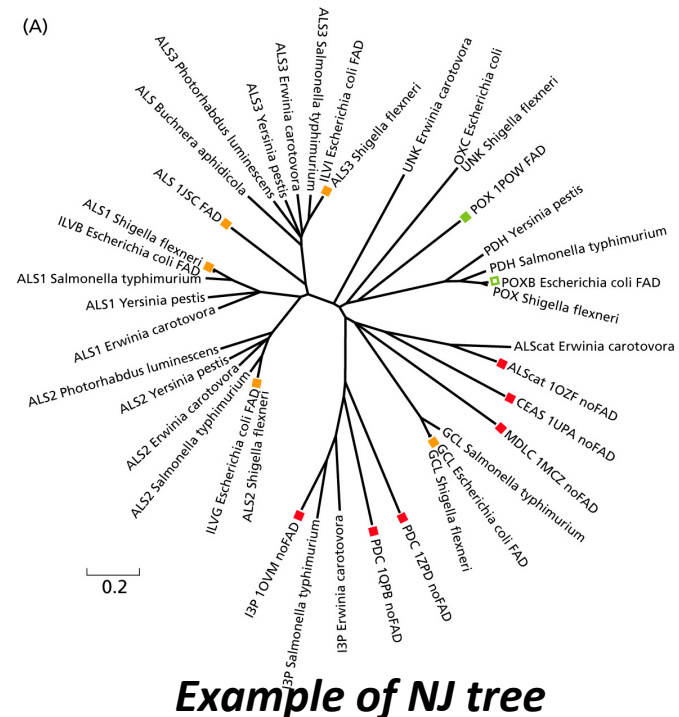 (A)
ALS3 Photorhabdus luminescens
ALS Buchnera aphidicola
ALS3 Yersinia pestis
ALS3 Erwinia carotovora
ALS3 Salmonella typhimurium
ILVI Escherichia coli FAD
ALS3 Shigella flexneri
UNK Erwinia carotovora
OXC Escherichia coli
UNK Shigella flexneri
POX 1POW FAD
PDH Yersinia pestis
PDH Salmonella typhimurium
POXB Escherichia coli FAD
POX Shigella flexneri
ALScat Erwinia carotovora
ALScat 1OZF noFAD
CEAS 1UPA noFAD
MDLC 1MCZ noFAD
GCL Salmonella typhimurium
GCL Escherichia coli FAD
GCL Shigella flexneri
PDC 1ZPD noFAD
PDC 1QPB noFAD
I3P Erwinia carotovora
I3P Salmonella typhimurium
I3P 1OVM noFAD
ALS2 Shigella flexneri
ILVG Escherichia coli FAD
ALS2 Salmonella typhimurium
ALS2 Erwinia carotovora
ALS2 Yersinia pestis
ALS2 Photorhabdus luminescens
ALS1 Erwinia carotovora
ALS1 Yersinia pestis
ALS1 Salmonella typhimurium
ILVB Escherichia coli FAD
ALS1 Shigella flexneri
ALS 1JSC FAD
0.2
Example of NJ tree